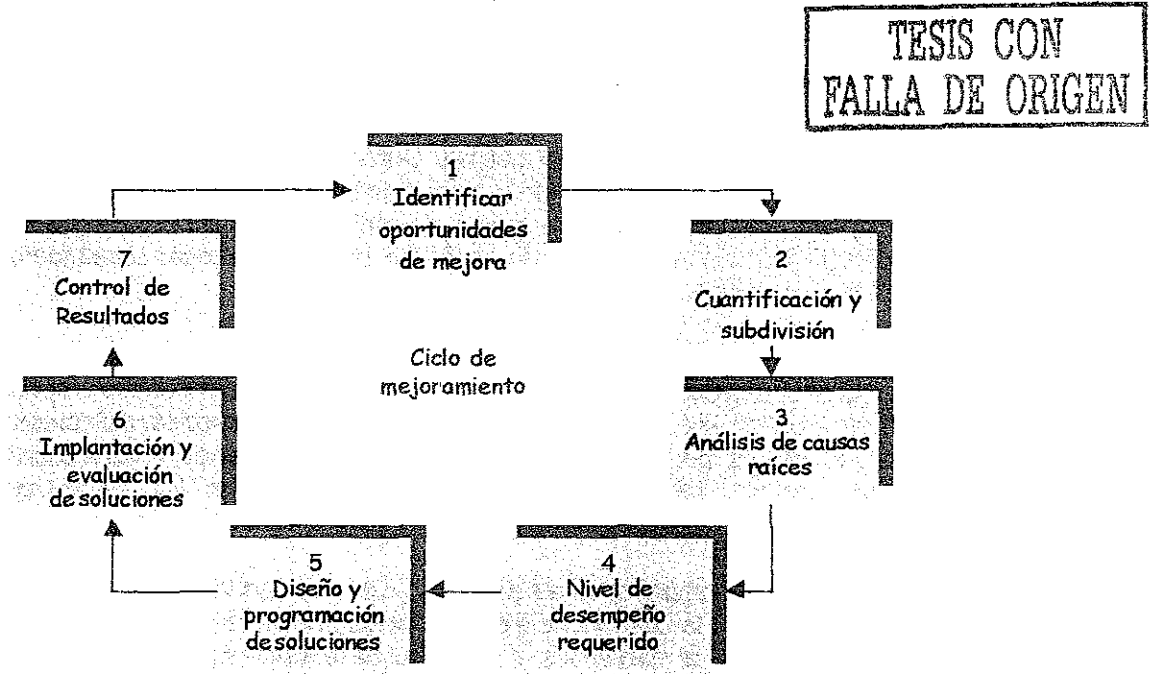 TESIS CON
FALLA DE ORIGEN
1
Identificar
oportunidades
de mejora
2
Cuantificación y
subdivisión
3
Análisis de causas
raíces
4
Nivel de
desempeño
requerido
5
Diseño y
programación
de soluciones
6
Implantación y
evaluación
de soluciones
7
Control de
Resultados
Ciclo de
mejoramiento